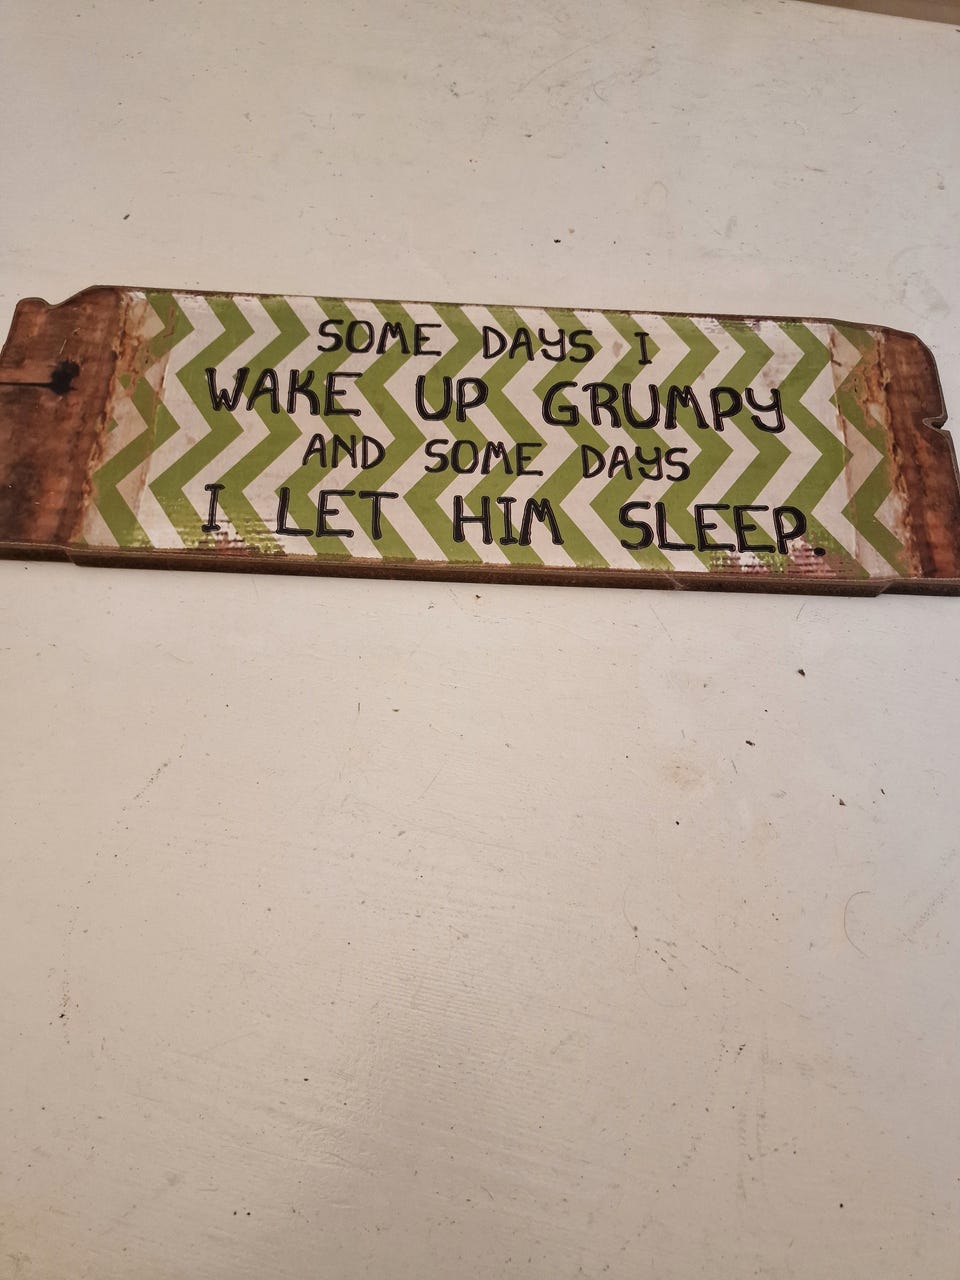 SOME DAYS I
WAKE UP GRUMPY
AND SOME DAYS
I LET HIM SLEEP.